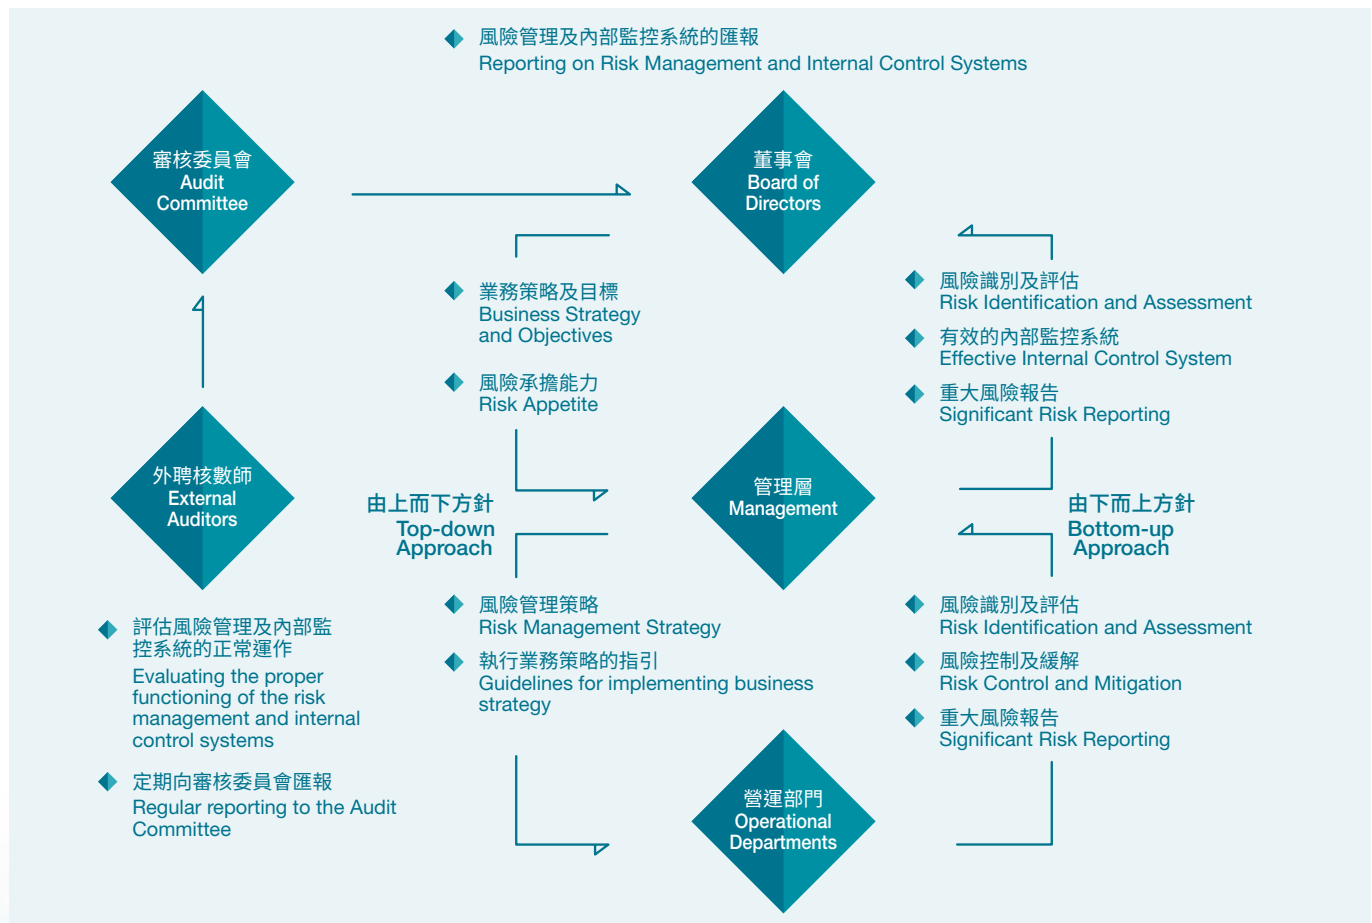 風險管理及內部監控系統的匯報
Reporting on Risk Management and Internal Control Systems
審核委員會
Audit
Committee
董事會
Board of
Directors
業務策略及目標
Business Strategy
and Objectives
風險承擔能力
Risk Appetite
風險識別及評估
Risk Identification and Assessment
有效的內部監控系統
Effective Internal Control System
重大風險報告
Significant Risk Reporting
外聘核數師
External
Auditors
由上而下方針
Top-down
Approach
管理層
Management
由下而上方針
Bottom-up
Approach
評估風險管理及內部監
控系統的正常運作
Evaluating the proper
functioning of the risk
management and internal
control systems
定期向審核委員會匯報
Regular reporting to the Audit
Committee
風險管理策略
Risk Management Strategy
執行業務策略的指引
Guidelines for implementing business
strategy
風險識別及評估
Risk Identification and Assessment
風險控制及緩解
Risk Control and Mitigation
重大風險報告
Significant Risk Reporting
營運部門
Operational
Departments